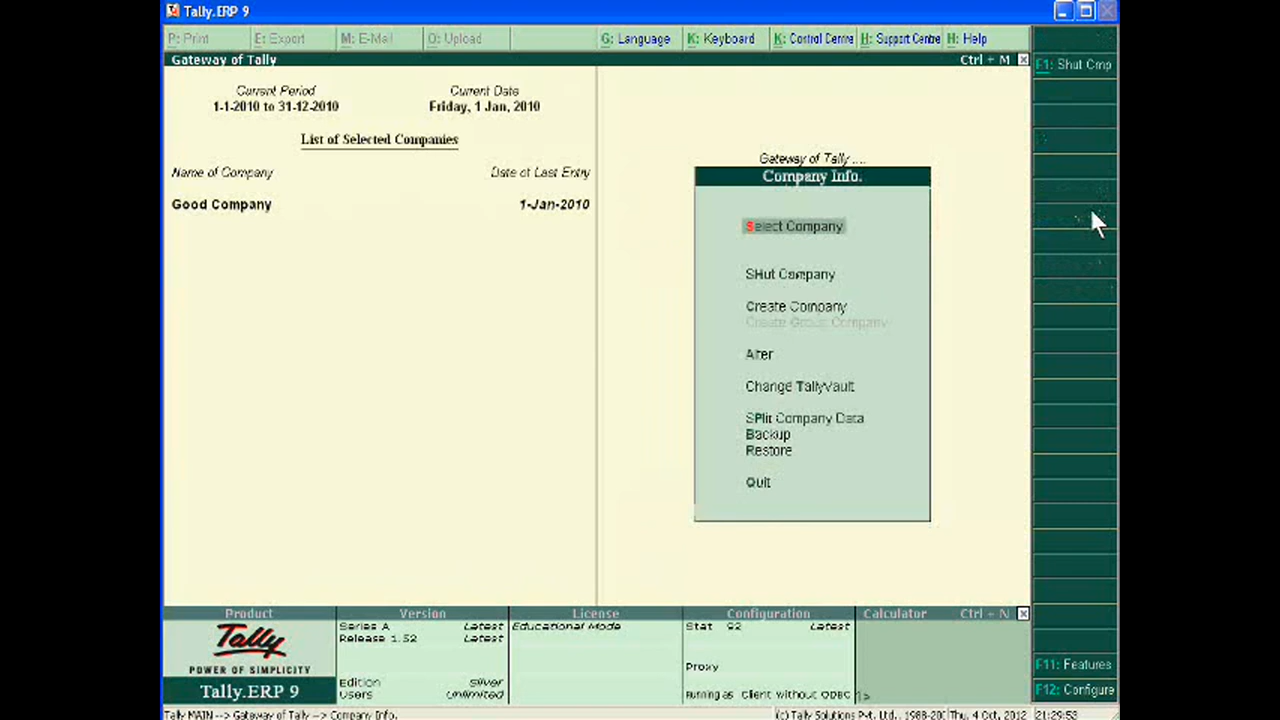 Tally.ERP 9
P: Print E: Export M: E-Mail O: Upload G: Language K: Keyboard K: Control Centre H: Support Centre H: Help
Gateway of Tally Ctrl + M
F1: Shut Cmp
Current Period Current Date
1-1-2010 to 31-12-2010 Friday, 1 Jan, 2010
List of Selected Companies
Name of Company Date of Last Entry
Good Company 1-Jan-2010
Gateway of Tally ....
Company Info.
Select Company
SHut Company
Create Company
Create Group Company
Alter
Change TallyVault
SPlit Company Data
Backup
Restore
Quit
Product Version License Configuration Calculator Ctrl + N
Tally
POWER OF SIMPLICITY
Tally.ERP 9
Series A Latest
Release 1.52 Latest
Edition Silver
Users Unlimited
Educational Mode
Stat 92 Latest
Proxy
Running as Client without ODBC
1>
F11: Features
F12: Configure
Tally MAIN --> Gateway of Tally --> Company Info. (c) Tally Solutions Pvt. Ltd., 1988-201 Thu, 4 Oct, 2012 21:29:53